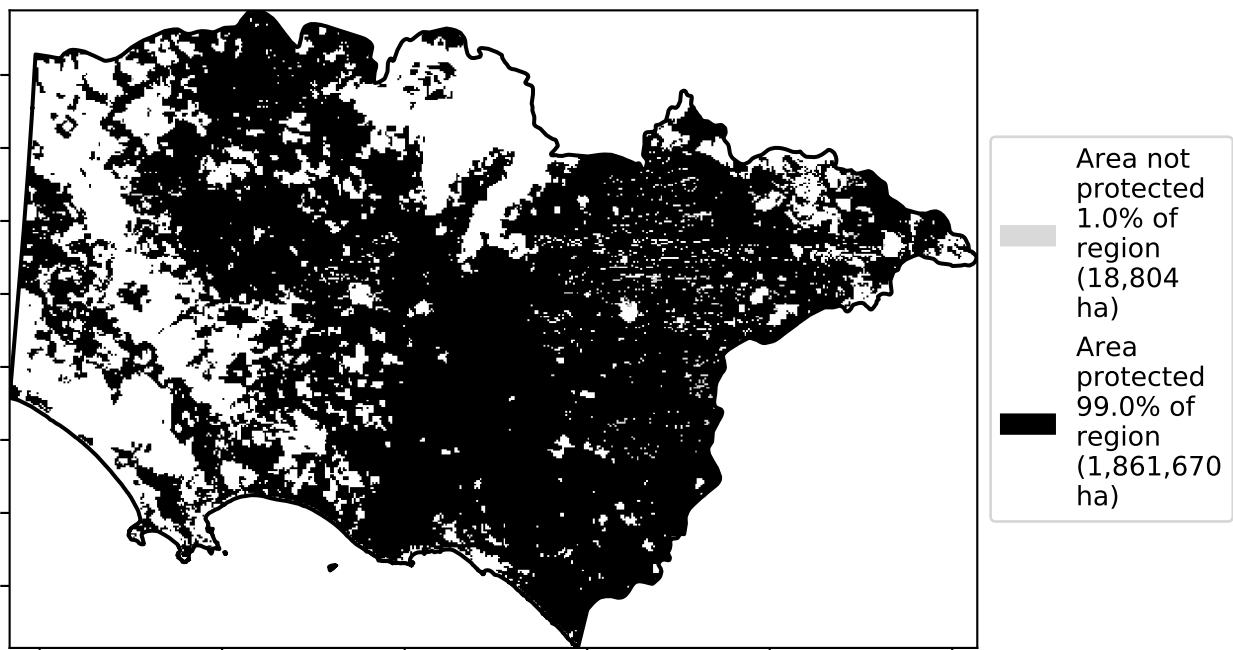 Area not
protected
1.0% of
region
(18,804
ha)
Area
protected
99.0% of
region
(1,861,670
ha)